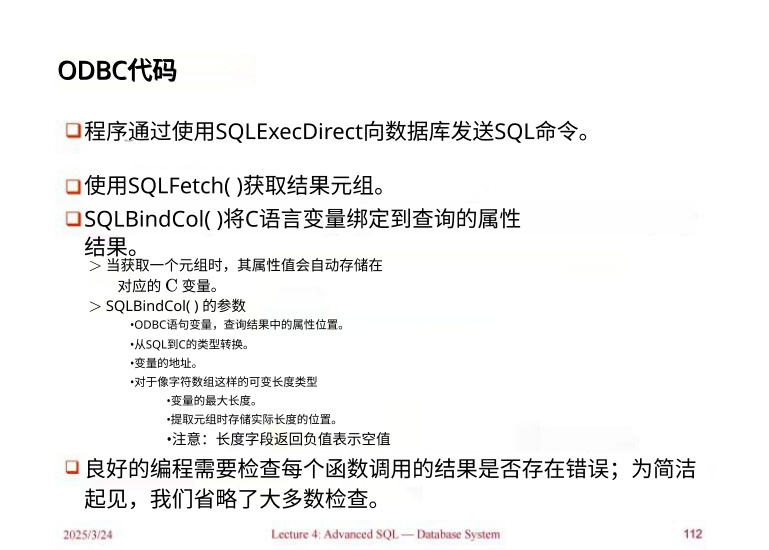 ODBC代码
程序通过使用SQLExecDirect向数据库发送SQL命令。
使用SQLFetch( )获取结果元组。
SQLBindCol( )将C语言变量绑定到查询的属性
结果。
> 当获取一个元组时，其属性值会自动存储在
对应的 C 变量。
> SQLBindCol( ) 的参数
•ODBC语句变量，查询结果中的属性位置。
•从SQL到C的类型转换。
•变量的地址。
•对于像字符数组这样的可变长度类型
•变量的最大长度。
•提取元组时存储实际长度的位置。
•注意：长度字段返回负值表示空值
良好的编程需要检查每个函数调用的结果是否存在错误；为简洁
起见，我们省略了大多数检查。
2025/3/24 Lecture 4: Advanced SQL — Database System 112